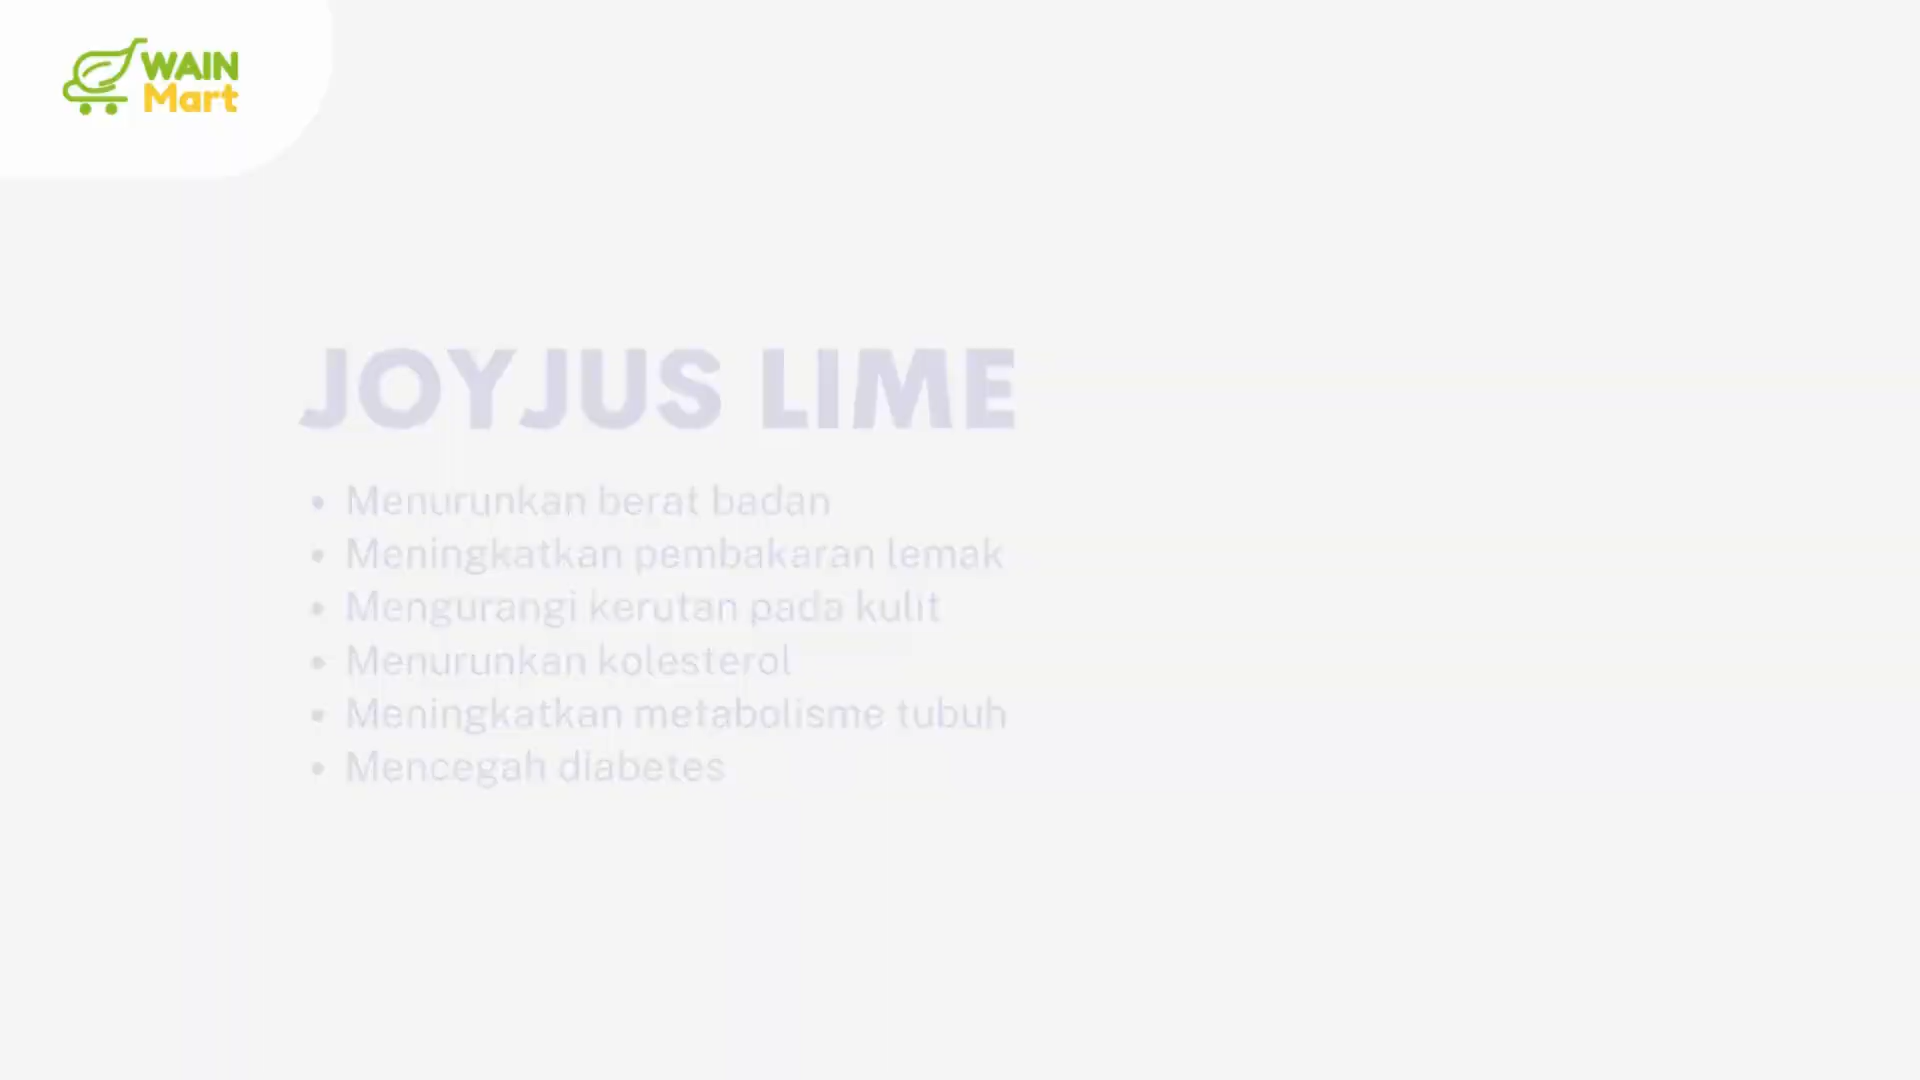 WAIN
Mart
JOYJUS LIME
• Menurunkan berat badan
• Meningkatkan pembakaran lemak
• Mengurangi kerutan pada kulit
• Menurunkan kolesterol
• Meningkatkan metabolisme tubuh
• Mencegah diabetes